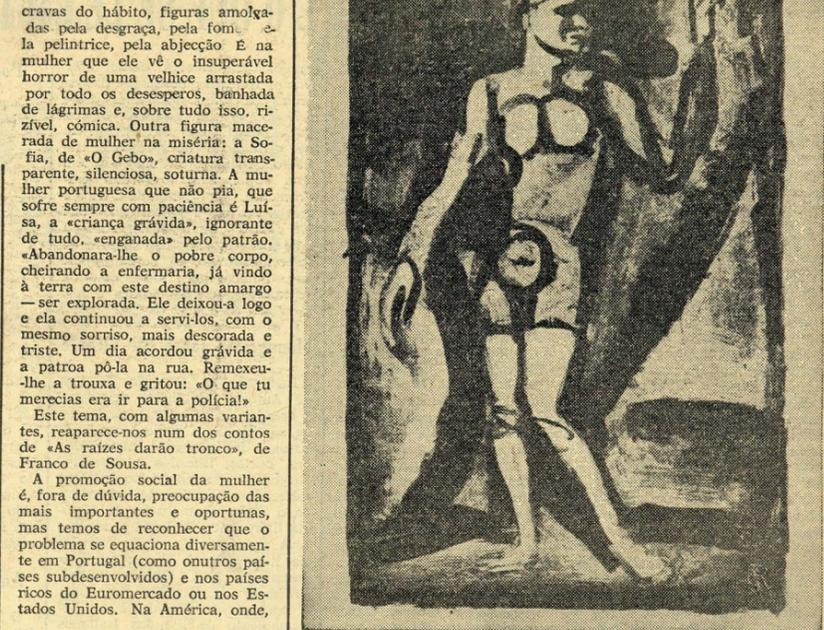 cravas do hábito, figuras amolga-
das pela desgraça, pela
la pelintrice, pela abjecção É na
mulher que ele vê o insuperável
horror de uma velhice arrastada
por todo os desesperos, banhada
de lágrimas e, sobre tudo isso, ri-
zível, cómica. Outra figura mace-
rada de mulher na miséria: a So-
fia, de «O Gebo», criatura trans-
parente, silenciosa, soturna. A mu-
lher portuguesa que não pia, que
sofre sempre com paciência é Luí-
sa, a «criança grávida», ignorante
de tudo, «enganada» pelo patrão.
«Abandonara-lhe o pobre corpo,
cheirando a enfermaria, já vindo
à terra com este destino amargo
— ser explorada. Ele deixou-a logo
e ela continuou a servi-los, com o
mesmo sorriso, mais descorada e
triste. Um dia acordou grávida e
a patroa pô-la na rua. Remexeu-
-lhe a trouxa e gritou: «O que tu
merecias era ir para a polícia!»
Este tema, com algumas varian-
tes, reaparece-nos num dos contos
de «As raízes darão tronco», de
Franco de Sousa.
A promoção social da mulher
é, fora de dúvida, preocupação das
mais importantes e oportunas,
mas temos de reconhecer que o
problema se equaciona diversamen-
te em Portugal (como onutros paí-
ses subdesenvolvidos) e nos países
ricos do Euromercado ou nos Es-
tados Unidos. Na América, onde,